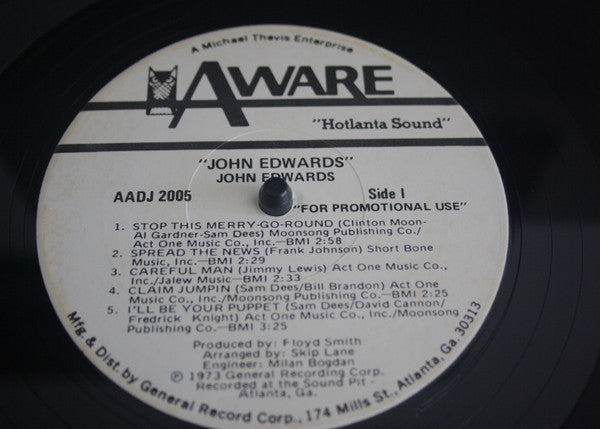 A Michael Thevis Enterprise
AWARE
"Hotlanta Sound"
"JOHN EDWARDS"
JOHN EDWARDS
AADJ 2005
Side I
"FOR PROMOTIONAL USE"
1. STOP THIS MERRY-GO-ROUND (Clinton Moon-
Al Gardner-Sam Dees) Moonsong Publishing Co./
Act One Music Co., Inc.—BMI 2:58
2. SPREAD THE NEWS (Frank Johnson) Short Bone
Music, Inc.—BMI 2:29
3. CAREFUL MAN (Jimmy Lewis) Act One Music Co.,
Inc./Jalew Music—BMI 2:33
4. CLAIM JUMPIN (Sam Dees/Bill Brandon) Act One
Music Co., Inc./Moonsong Publishing Co.—BMI 2:25
5. I'LL BE YOUR PUPPET (Sam Dees/David Cannon/
Fredrick Knight) Act One Music Co., Inc./Moonsong
Publishing Co.—BMI 3:25
Produced by: Floyd Smith
Arranged by: Skip Lane
Engineer: Milan Bogdan
℗ 1973 General Recording Corp.
Recorded at the Sound Pit -
Atlanta, Ga.
Mfg. & Dist. by General Record Corp., 174 Mills St., Atlanta, Ga. 30313